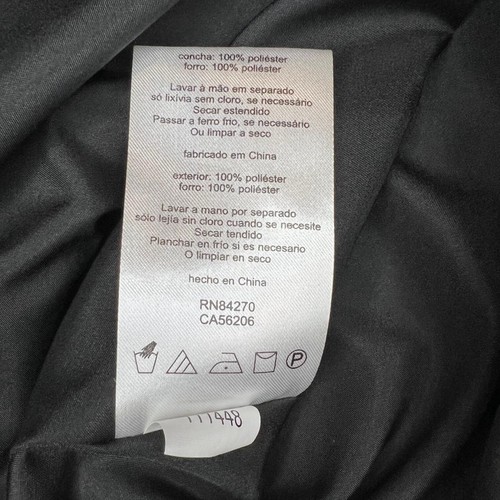 concha: 100% poliéster
forro: 100% poliéster
Lavar à mão em separado
só lixívia sem cloro, se necessário
Secar estendido
Passar a ferro frio, se necessário
Ou limpar a seco
fabricado em China
exterior: 100% poliéster
forro: 100% poliéster
Lavar a mano por separado
sólo lejía sin cloro cuando se necesite
Secar tendido
Planchar en frío si es necesario
O limpiar en seco
hecho en China
RN84270
CA56206
P
111448